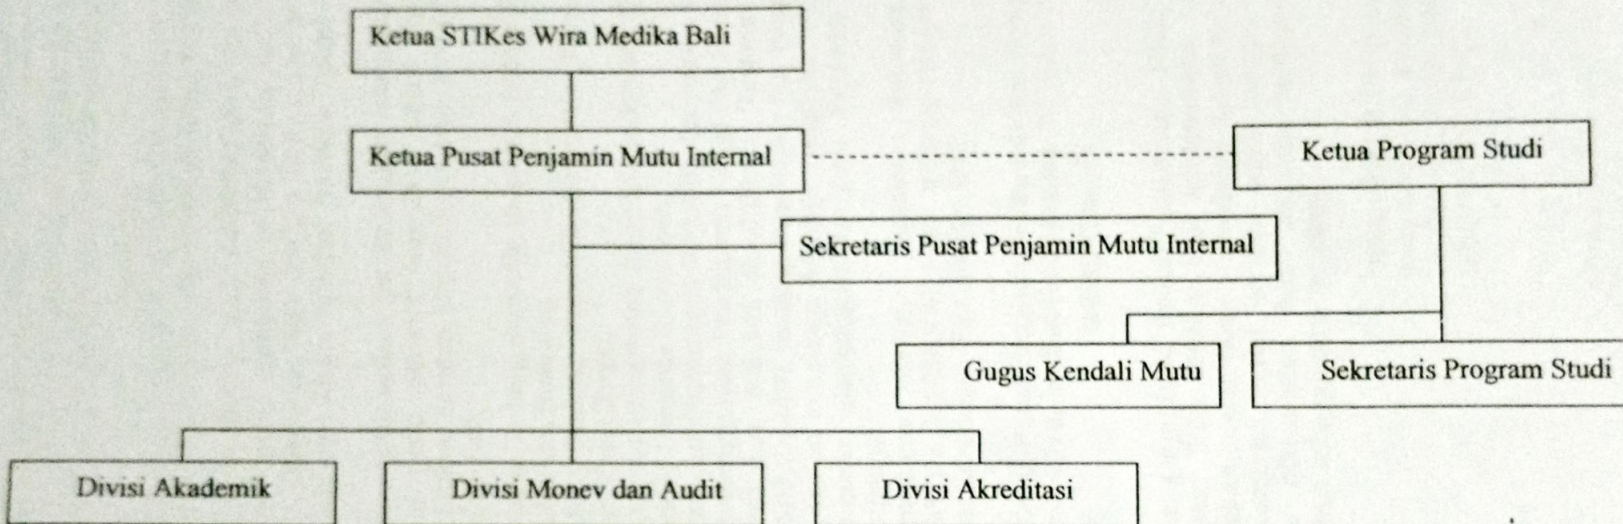 Ketua STIKes Wira Medika Bali
Ketua Pusat Penjamin Mutu Internal
Ketua Program Studi
Sekretaris Pusat Penjamin Mutu Internal
Gugus Kendali Mutu
Sekretaris Program Studi
Divisi Akademik
Divisi Monev dan Audit
Divisi Akreditasi